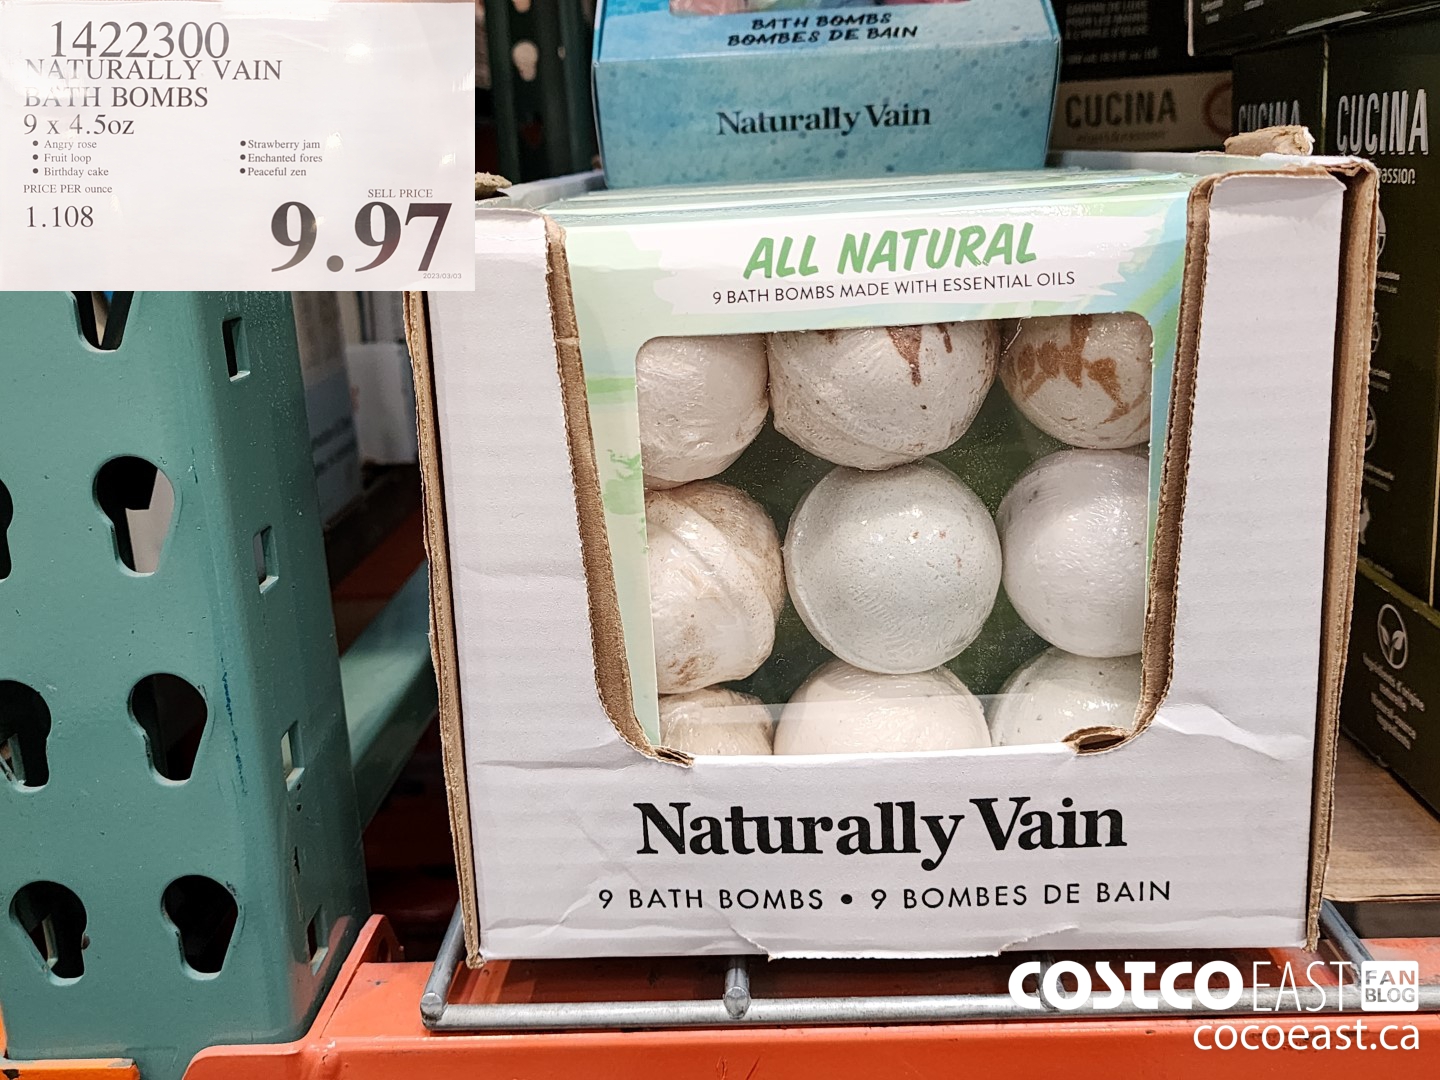 1422300
NATURALLY VAIN
BATH BOMBS
9 x 4.5oz
• Angry rose
• Fruit loop
• Birthday cake
• Strawberry jam
• Enchanted fores
• Peaceful zen
PRICE PER ounce
1.108
SELL PRICE
9.97
2023/03/03
BATH BOMBS
BOMBES DE BAIN
Naturally Vain
CUCINA
CUCINA
CUCINA
ALL NATURAL
9 BATH BOMBS MADE WITH ESSENTIAL OILS
Naturally Vain
9 BATH BOMBS • 9 BOMBES DE BAIN
COSTCO EAST FAN BLOG
cocoeast.ca